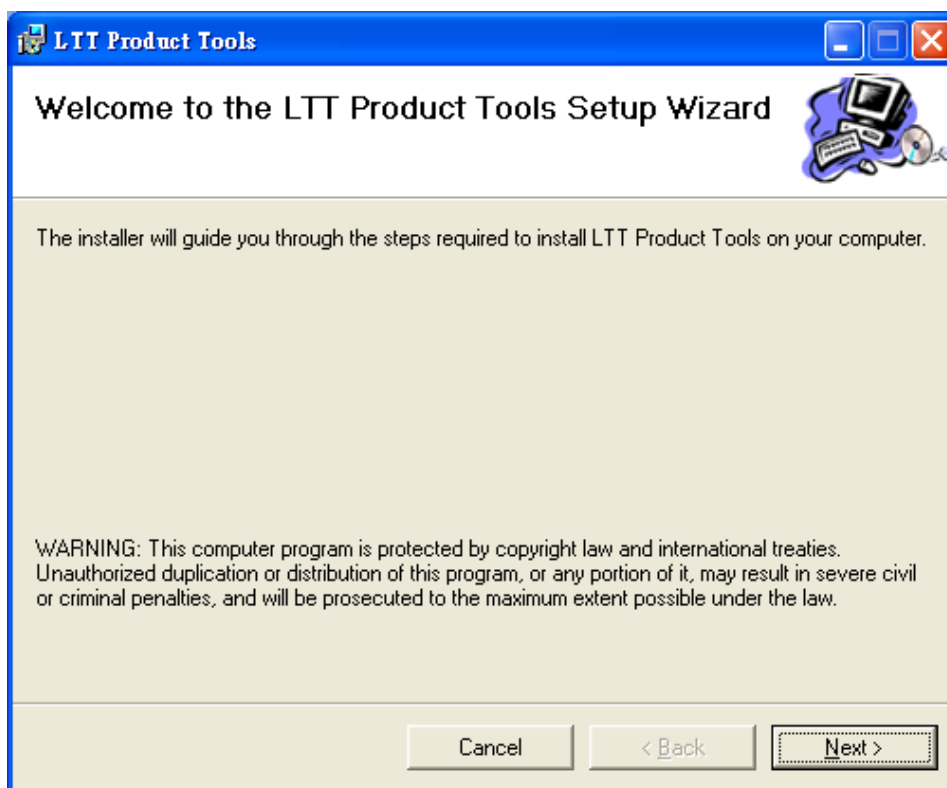 LTT Product Tools
Welcome to the LTT Product Tools Setup Wizard
The installer will guide you through the steps required to install LTT Product Tools on your computer.
WARNING: This computer program is protected by copyright law and international treaties.
Unauthorized duplication or distribution of this program, or any portion of it, may result in severe civil
or criminal penalties, and will be prosecuted to the maximum extent possible under the law.
Cancel
< Back
Next >